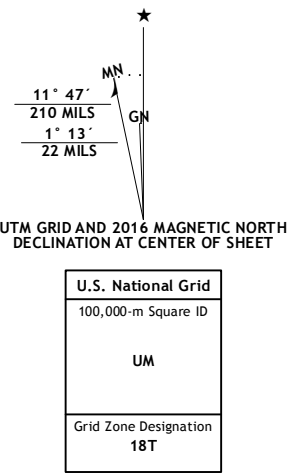 MN
GN
11° 47´
210 MILS
1° 13´
22 MILS
UTM GRID AND 2016 MAGNETIC NORTH
DECLINATION AT CENTER OF SHEET
U.S. National Grid
100,000-m Square ID
UM
Grid Zone Designation
18T